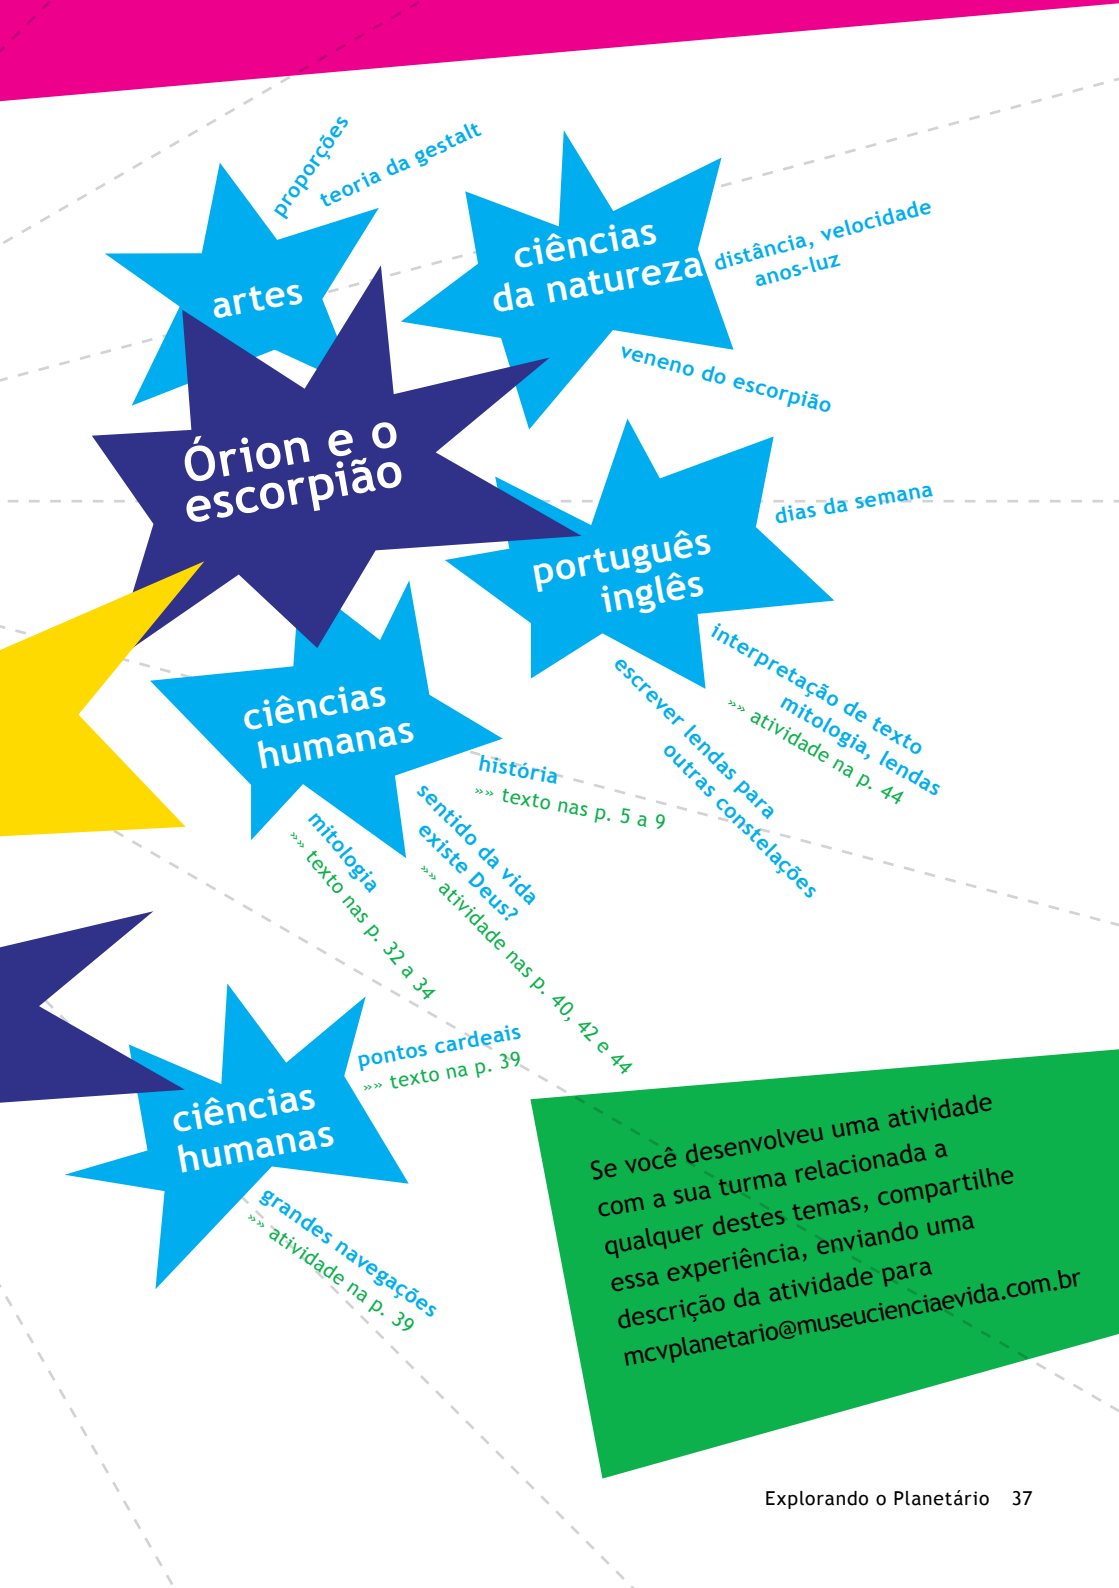 proporções
teoria da gestalt
artes
ciências
da natureza
distância, velocidade
anos-luz
veneno do escorpião
Órion e o
escorpião
português
inglês
dias da semana
interpretação de texto
mitologia, lendas
»» atividade na p. 44
escrever lendas para
outras constelações
ciências
humanas
história
»» texto nas p. 5 a 9
sentido da vida
existe Deus?
»» atividade nas p. 40, 42 e 44
mitologia
»» texto nas p. 32 a 34
ciências
humanas
pontos cardeais
»» texto na p. 39
grandes navegações
»» atividade na p. 39
Se você desenvolveu uma atividade
com a sua turma relacionada a
qualquer destes temas, compartilhe
essa experiência, enviando uma
descrição da atividade para
mcvplanetario@museucienciaevida.com.br
Explorando o Planetário 37